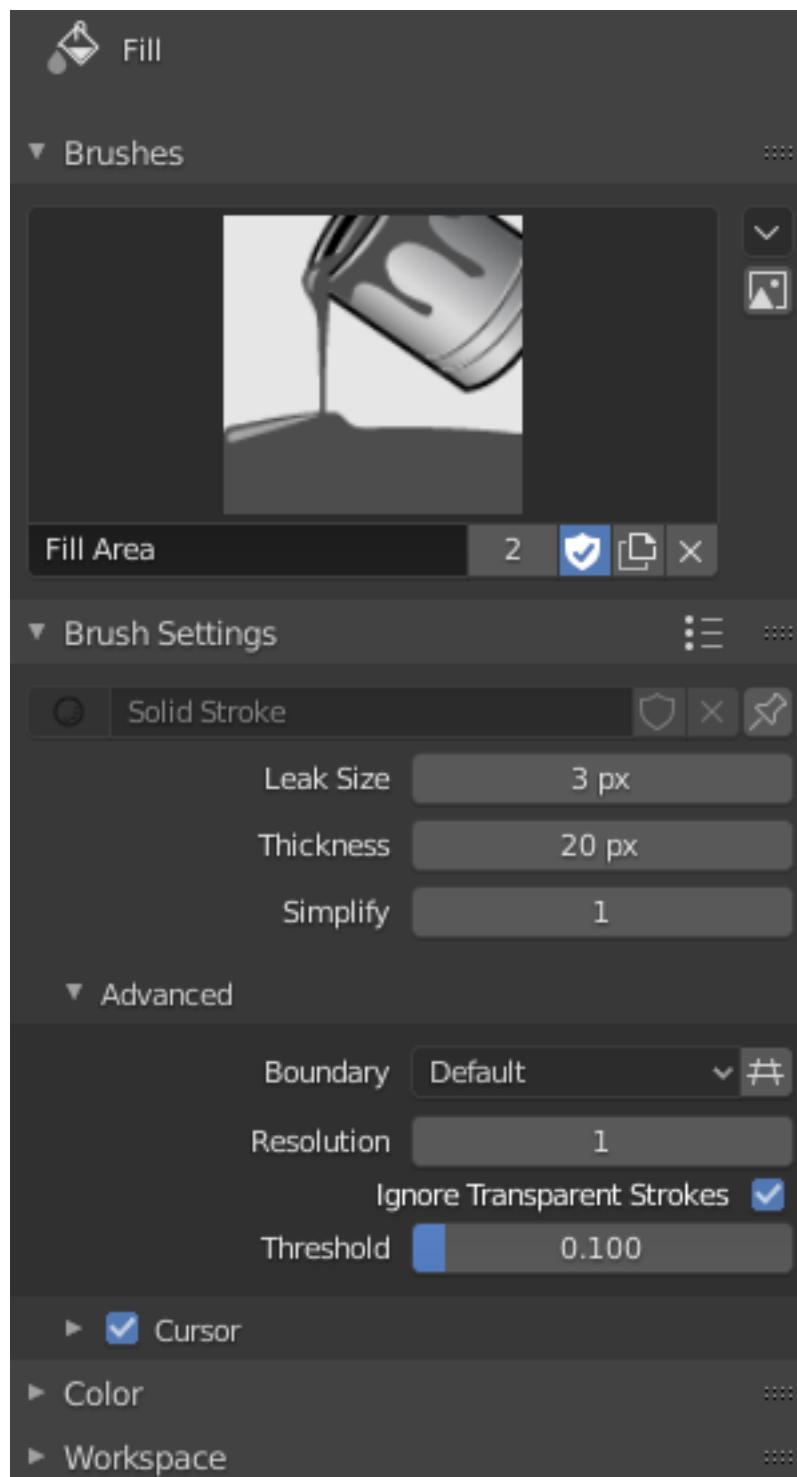 Fill
Brushes
Fill Area 2
Brush Settings
Solid Stroke
Leak Size 3 px
Thickness 20 px
Simplify 1
Advanced
Boundary Default
Resolution 1
Ignore Transparent Strokes
Threshold 0.100
Cursor
Color
Workspace